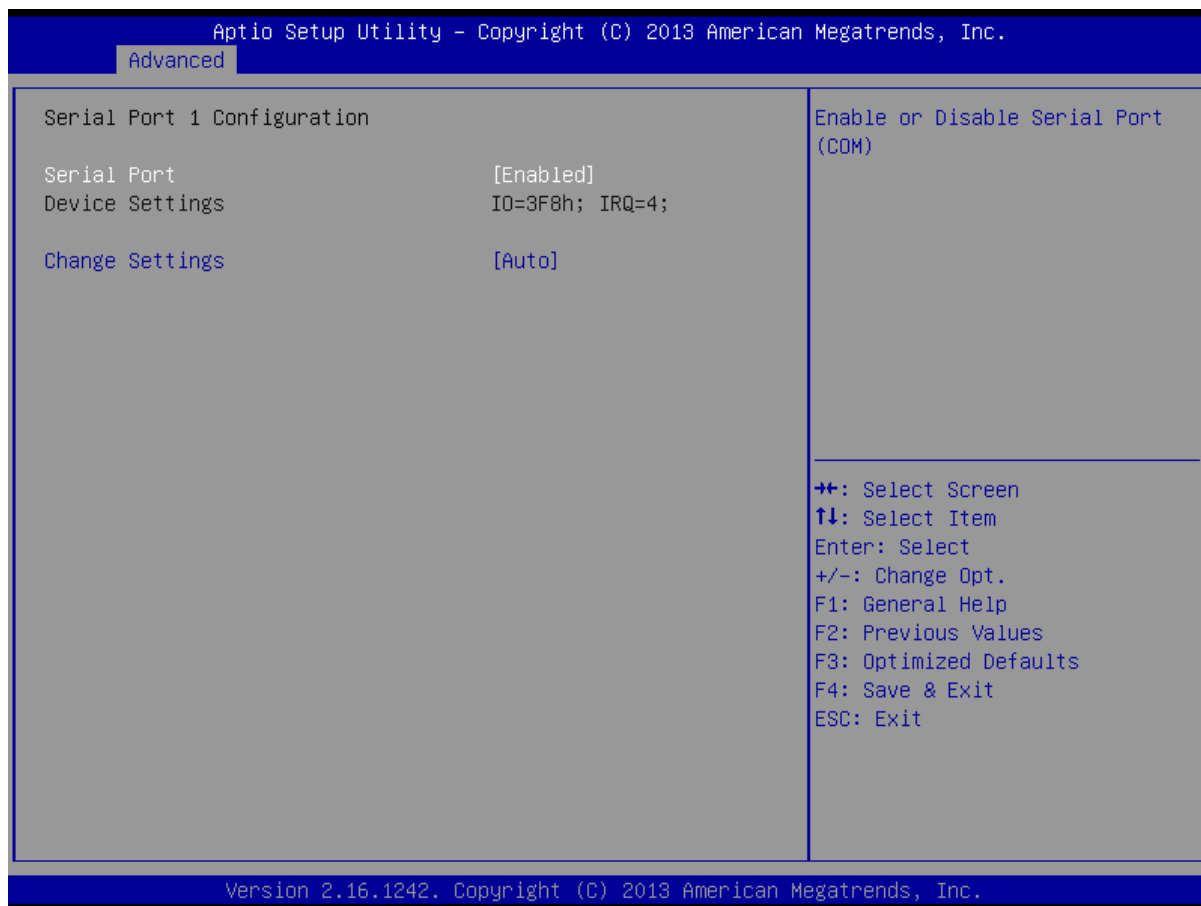 Aptio Setup Utility – Copyright (C) 2013 American Megatrends, Inc.
Advanced
Serial Port 1 Configuration
Serial Port [Enabled]
Device Settings IO=3F8h; IRQ=4;
Change Settings [Auto]
Enable or Disable Serial Port
(COM)
→←: Select Screen
↑↓: Select Item
Enter: Select
+/-: Change Opt.
F1: General Help
F2: Previous Values
F3: Optimized Defaults
F4: Save & Exit
ESC: Exit
Version 2.16.1242. Copyright (C) 2013 American Megatrends, Inc.